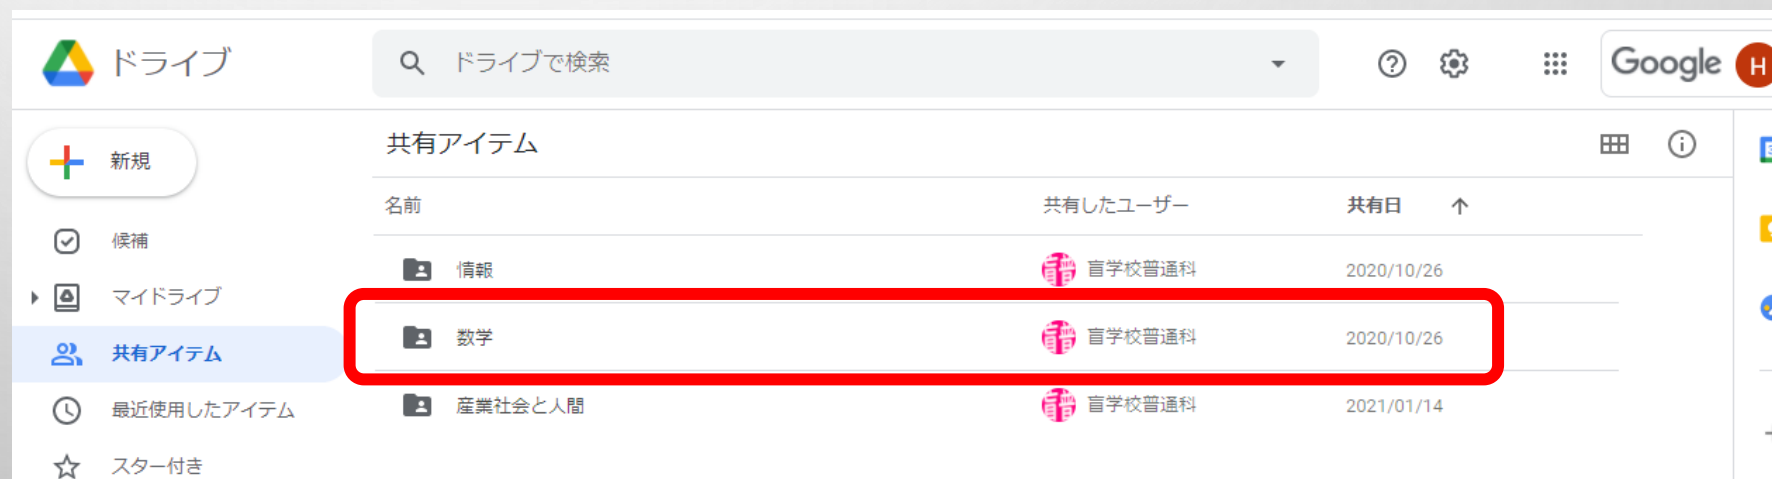 ドライブ
ドライブで検索
Google
H
新規
共有アイテム
名前
共有したユーザー
共有日
候補
情報
盲学校普通科
2020/10/26
マイドライブ
数学
盲学校普通科
2020/10/26
共有アイテム
産業社会と人間
盲学校普通科
2021/01/14
最近使用したアイテム
スター付き